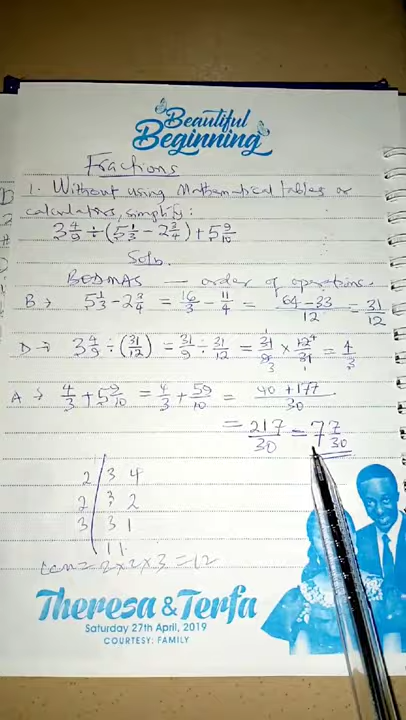 Beautiful
Beginning
Fractions
1. Without using Mathematical tables or
calculators, simplify:
3 4/9 ÷ (5 1/3 - 2 3/4) + 5 9/10
Soln.
BEDMAS — order of operations.
B → 5 1/3 - 2 3/4 = 16/3 - 11/4 = 64-33/12 = 31/12
D → 3 4/9 ÷ (31/12) = 31/9 ÷ 31/12 = 31/9 3 × 12 4/31 = 4/3
A → 4/3 + 5 9/10 = 4/3 + 59/10 = 40 + 177/30
= 217/30 = 7 7/30
2 | 3 4
2 | 3 2
3 | 3 1
| 1 1
LCM = 2×2×3 = 12
Theresa & Terfa
Saturday 27th April, 2019
COURTESY: FAMILY